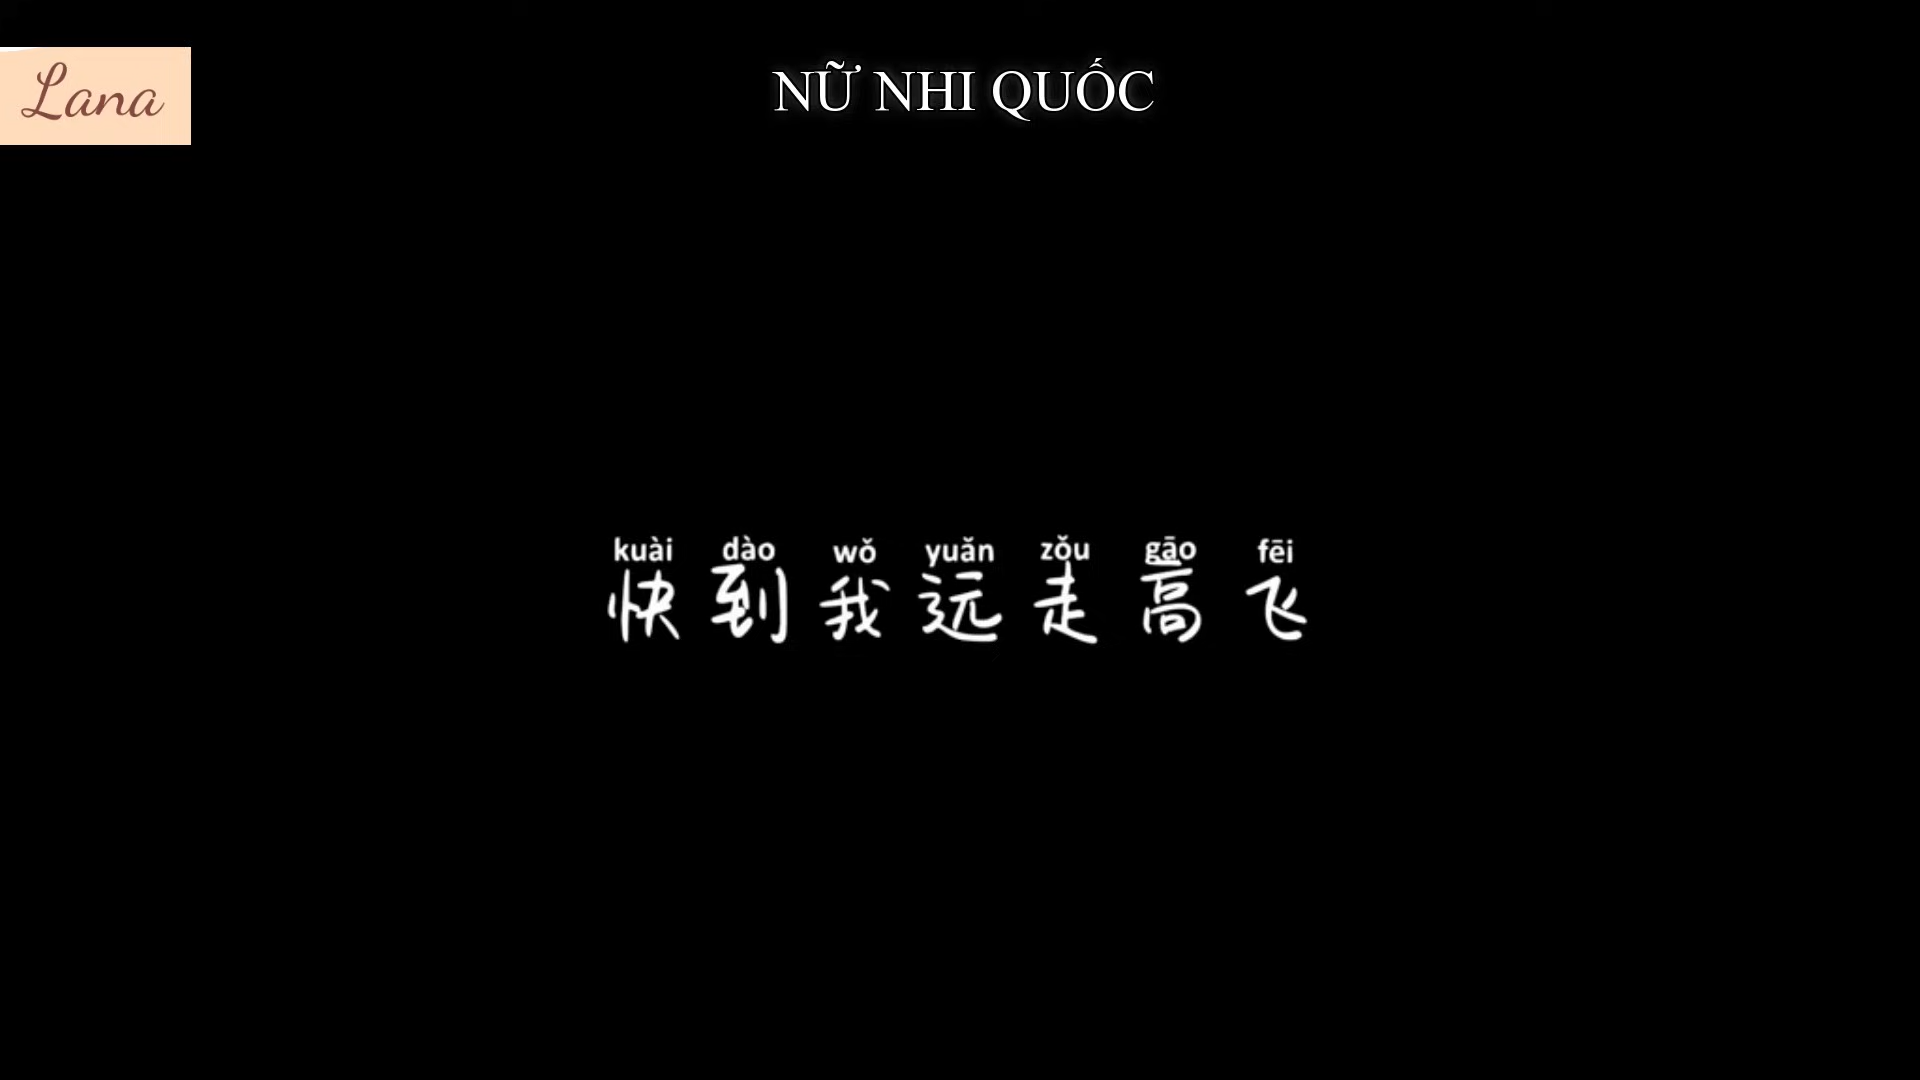 Lana
NỮ NHI QUỐC
kuài dào wǒ yuǎn zǒu gāo fēi
快到我远走高飞